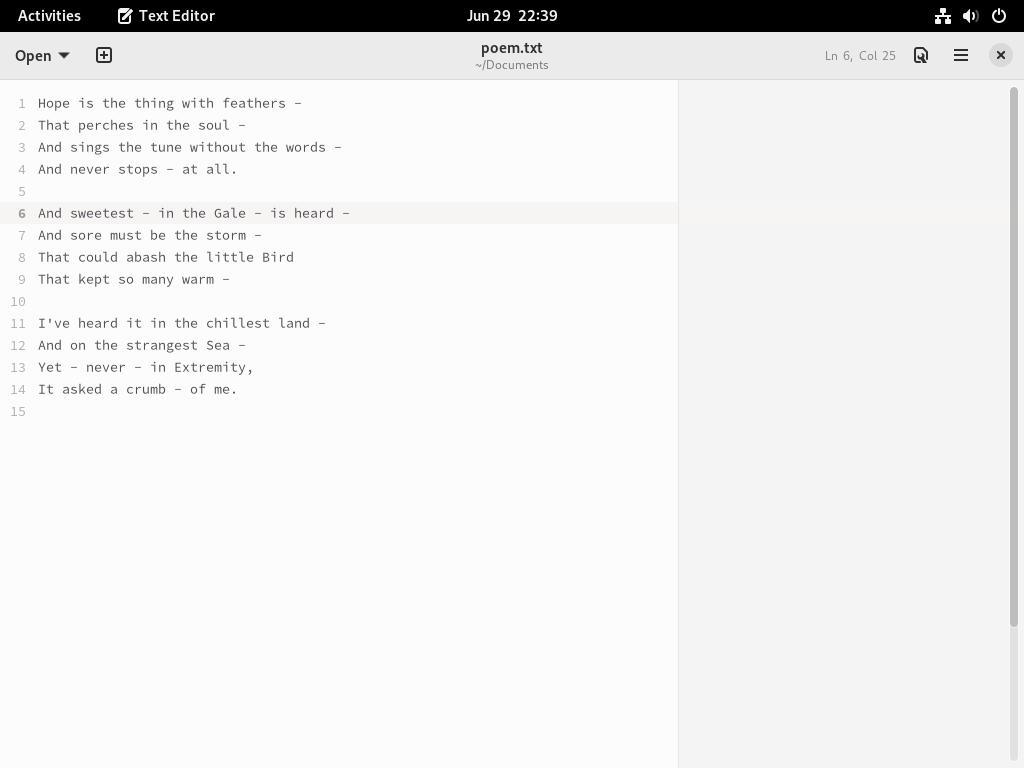 Activities Text Editor Jun 29 22:39
Open poem.txt Ln 6, Col 25
~/Documents
1 Hope is the thing with feathers -
2 That perches in the soul -
3 And sings the tune without the words -
4 And never stops - at all.
5
6 And sweetest - in the Gale - is heard -
7 And sore must be the storm -
8 That could abash the little Bird
9 That kept so many warm -
10
11 I've heard it in the chillest land -
12 And on the strangest Sea -
13 Yet - never - in Extremity,
14 It asked a crumb - of me.
15